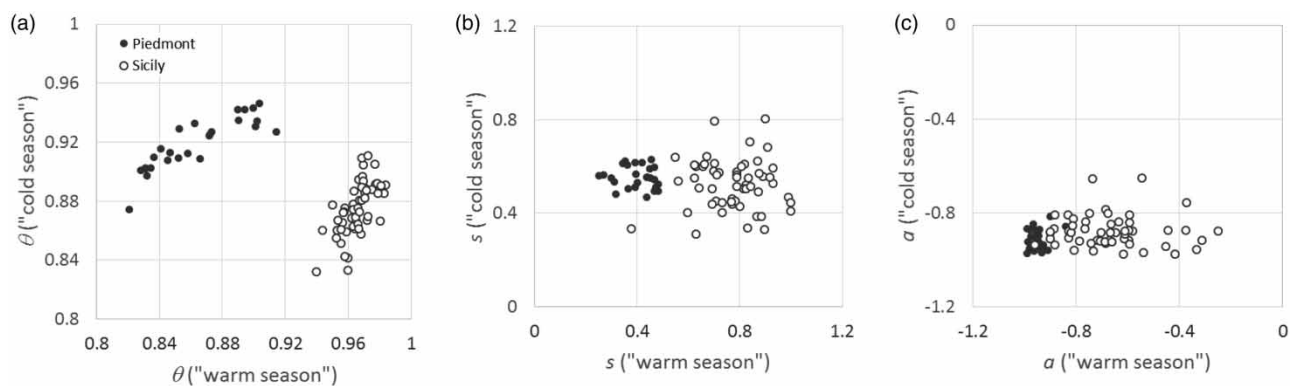 (a)
1
0.96
0.92
0.88
0.84
0.8
θ ("cold season")
Piedmont
Sicily
0.8 0.84 0.88 0.92 0.96 1
θ ("warm season")
(b)
1.2
0.8
0.4
0
s ("cold season")
0 0.4 0.8 1.2
s ("warm season")
(c)
0
-0.4
-0.8
-1.2
a ("cold season")
-1.2 -0.8 -0.4 0
a ("warm season")